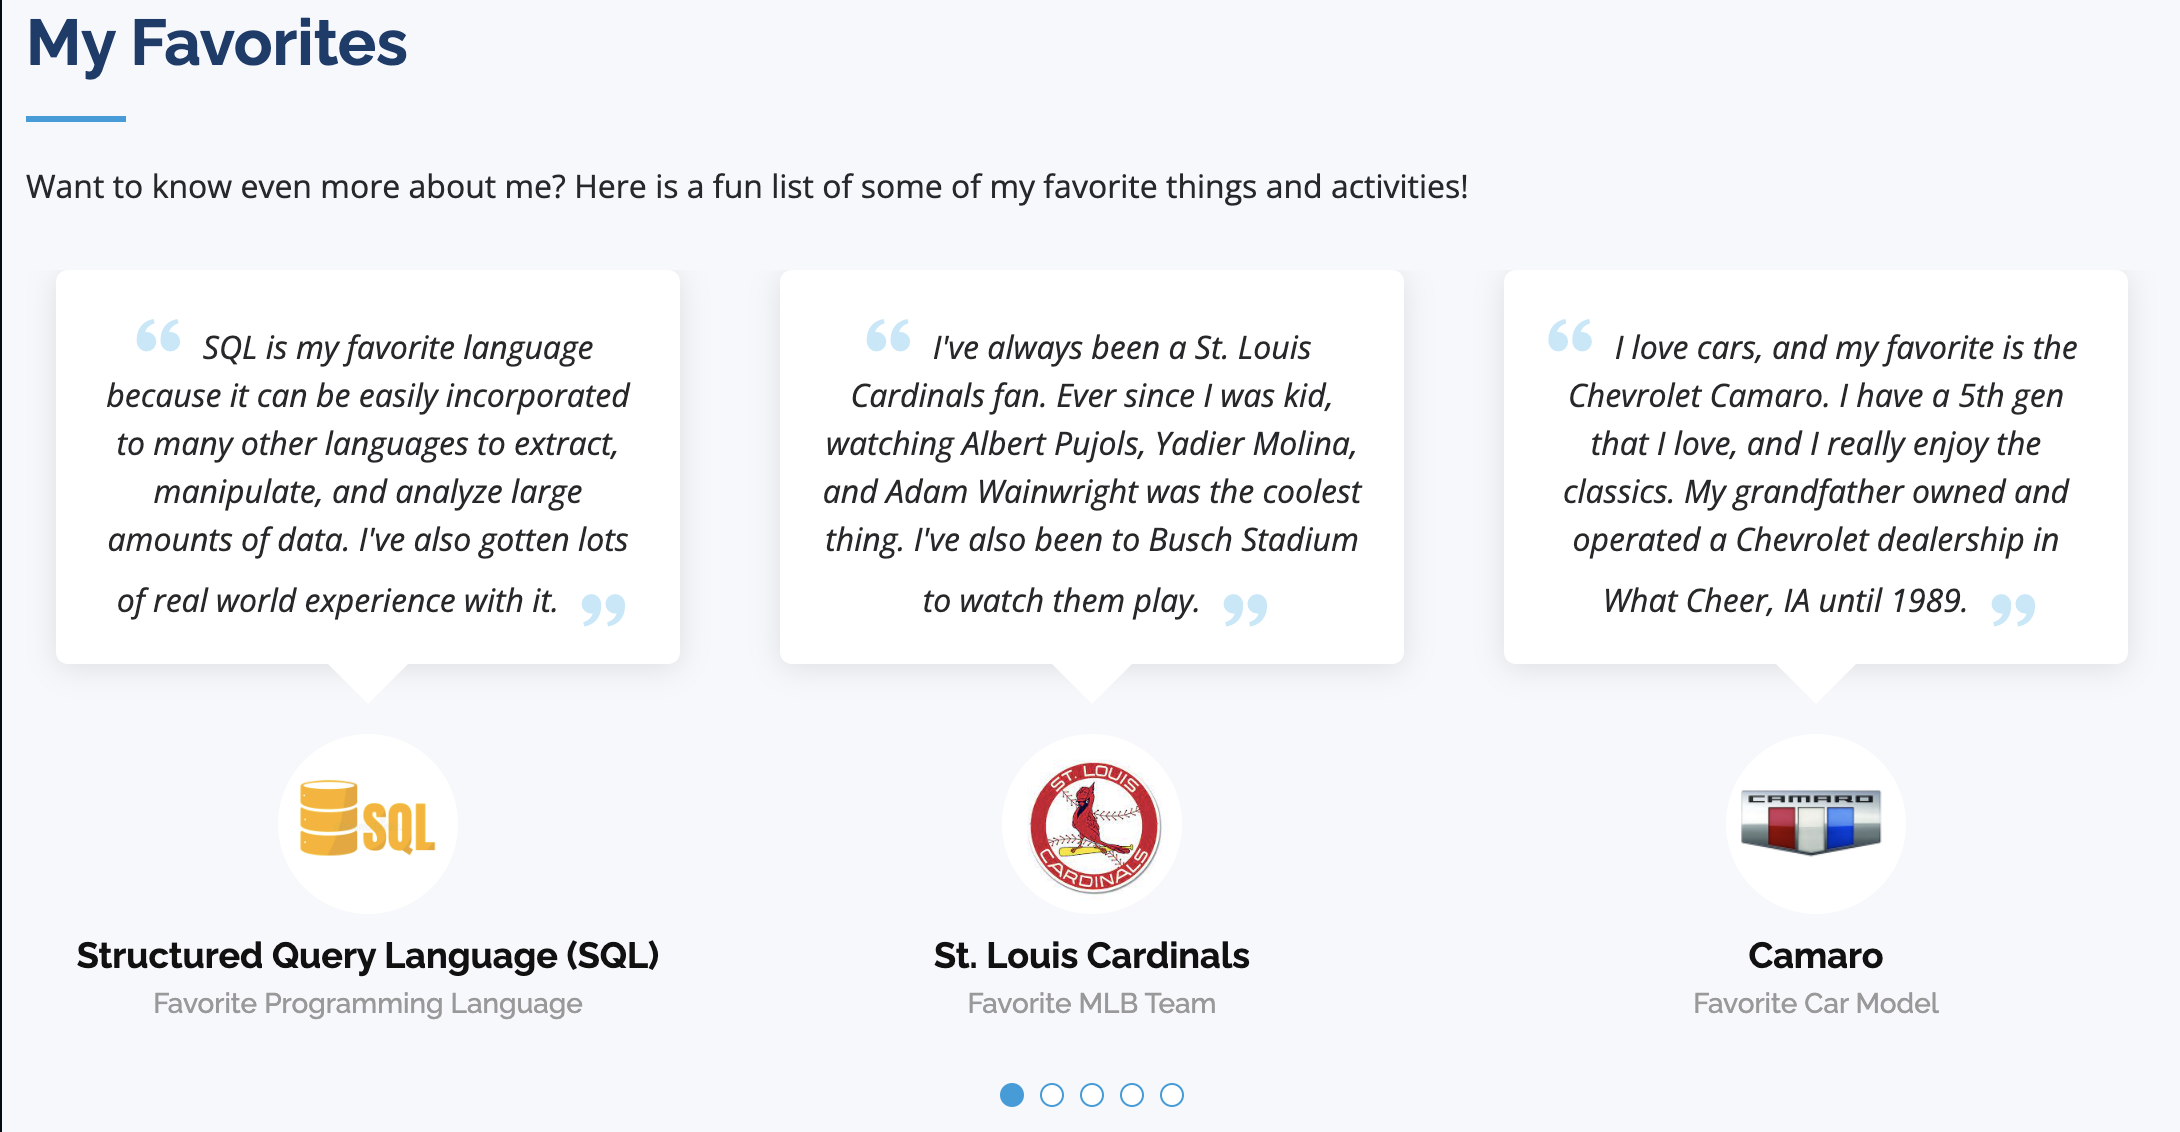 My Favorites
Want to know even more about me? Here is a fun list of some of my favorite things and activities!
“ SQL is my favorite language
because it can be easily incorporated
to many other languages to extract,
manipulate, and analyze large
amounts of data. I've also gotten lots
of real world experience with it. ”
SQL
Structured Query Language (SQL)
Favorite Programming Language
“ I've always been a St. Louis
Cardinals fan. Ever since I was kid,
watching Albert Pujols, Yadier Molina,
and Adam Wainwright was the coolest
thing. I've also been to Busch Stadium
to watch them play. ”
ST. LOUIS
CARDINALS
St. Louis Cardinals
Favorite MLB Team
“ I love cars, and my favorite is the
Chevrolet Camaro. I have a 5th gen
that I love, and I really enjoy the
classics. My grandfather owned and
operated a Chevrolet dealership in
What Cheer, IA until 1989. ”
CAMARO
Camaro
Favorite Car Model